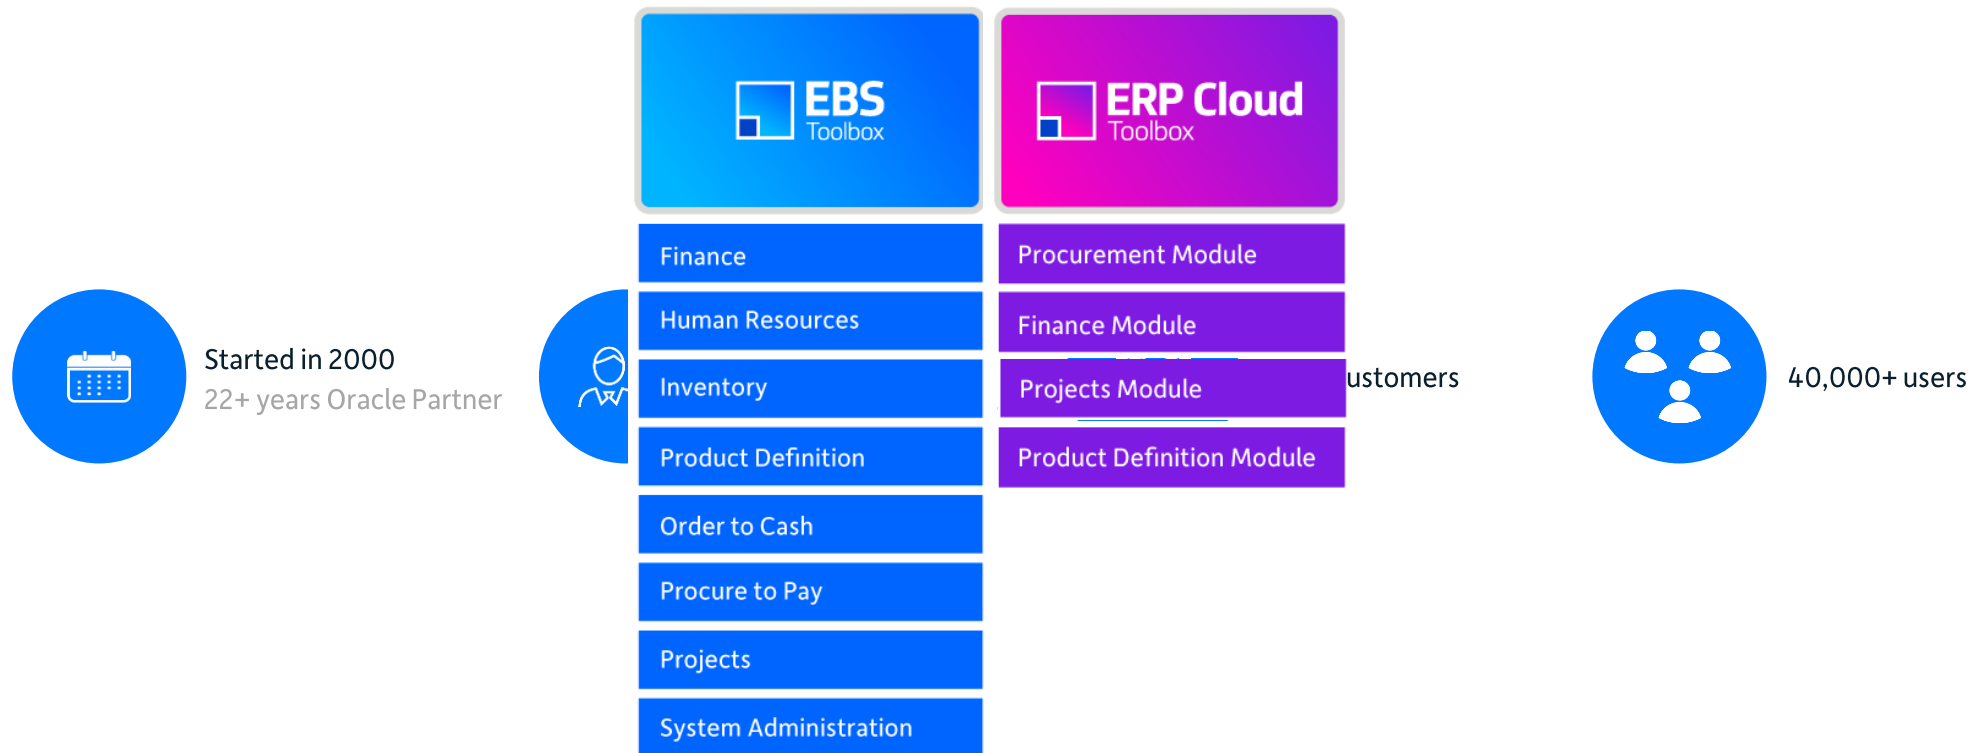 Started in 2000
22+ years Oracle Partner
EBS
Toolbox
Finance
Human Resources
Inventory
Product Definition
Order to Cash
Procure to Pay
Projects
System Administration
ERP Cloud
Toolbox
Procurement Module
Finance Module
Projects Module
Product Definition Module
ustomers
40,000+ users